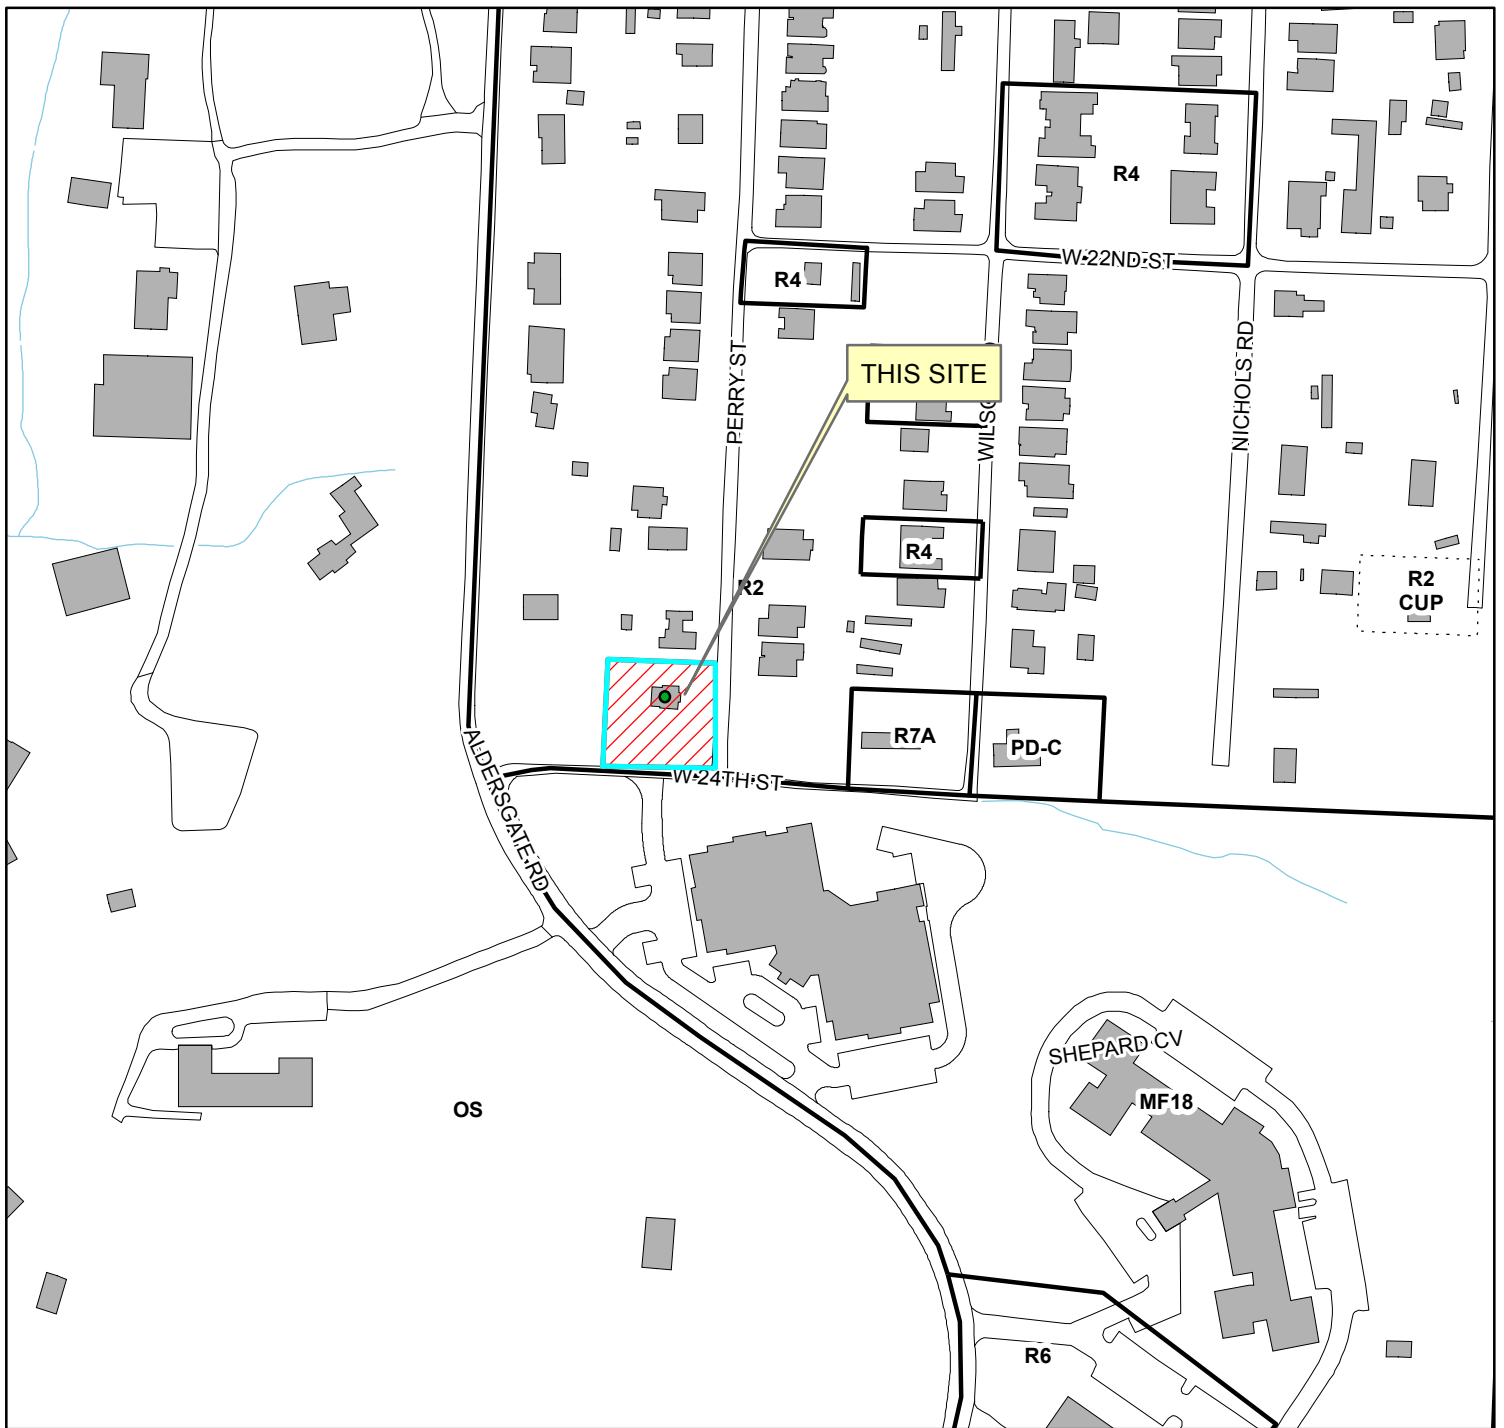 R4
W 22ND ST
R4
THIS SITE
PERRY ST
NICHOLS RD
R4
R2
R2
CUP
R7A
PD-C
W 24TH ST
ALDERSGATE RD
SHEPARD CV
MF18
OS
R6